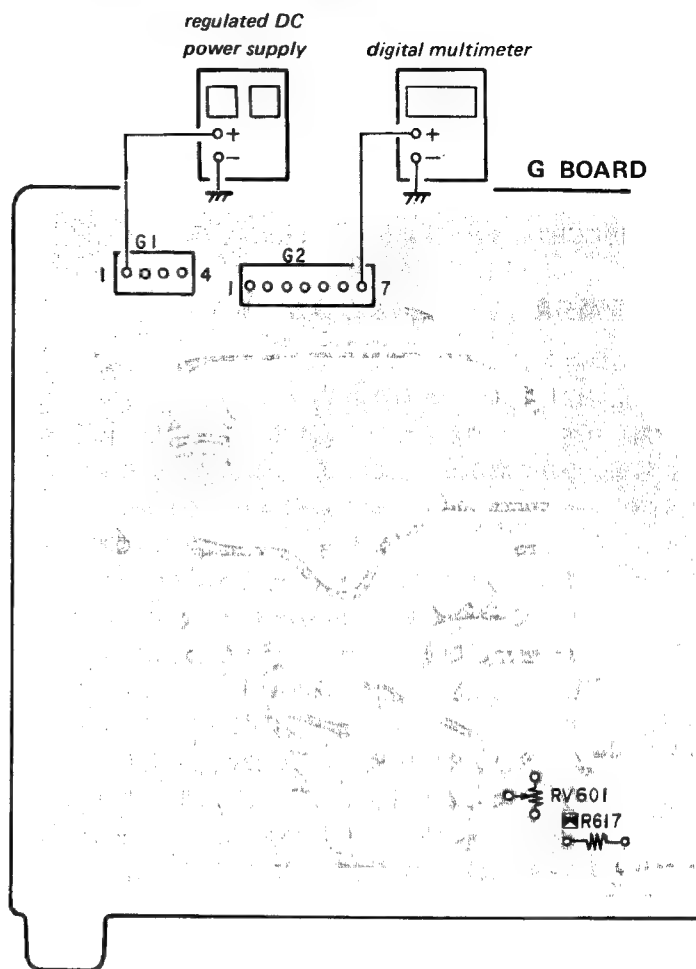 regulated DC
power supply
digital multimeter
+
−
+
−
G BOARD
G1
1 4
G2
1 7
RV601
R617